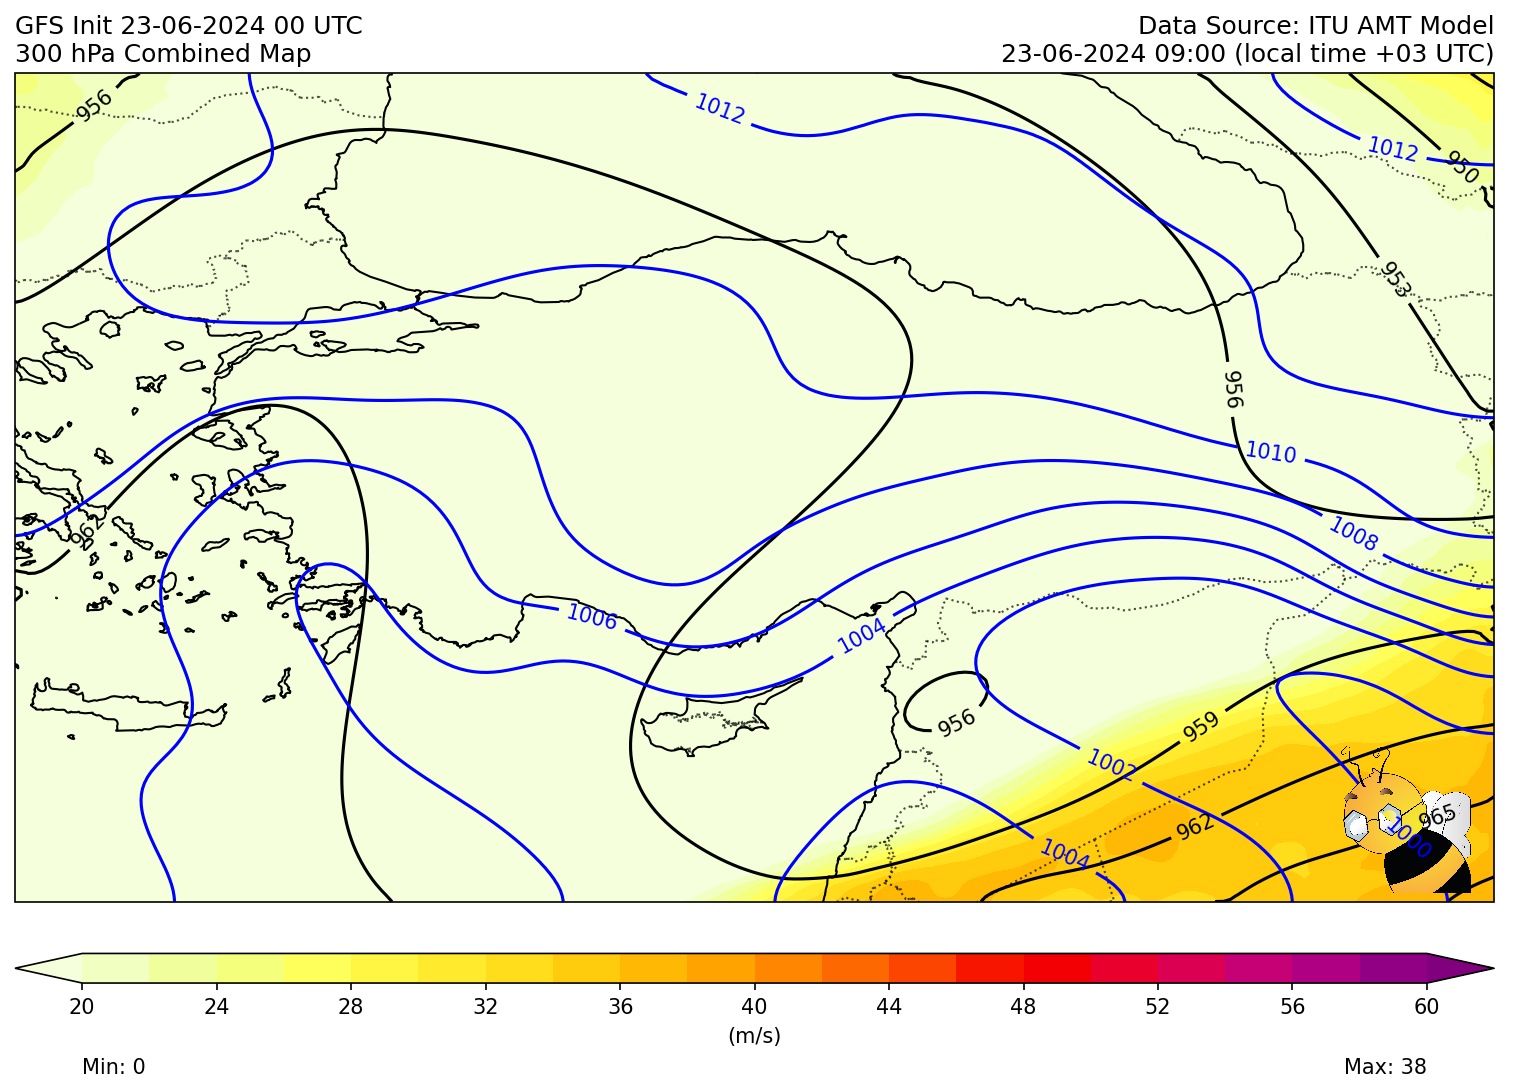 GFS Init 23-06-2024 00 UTC
Data Source: ITU AMT Model
300 hPa Combined Map
23-06-2024 09:00 (local time +03 UTC)
956
1012
1012
950
953
956
1010
962
1008
1006
1004
956
959
1002
965
962
1000
1004
20 24 28 32 36 40 44 48 52 56 60
(m/s)
Min: 0
Max: 38